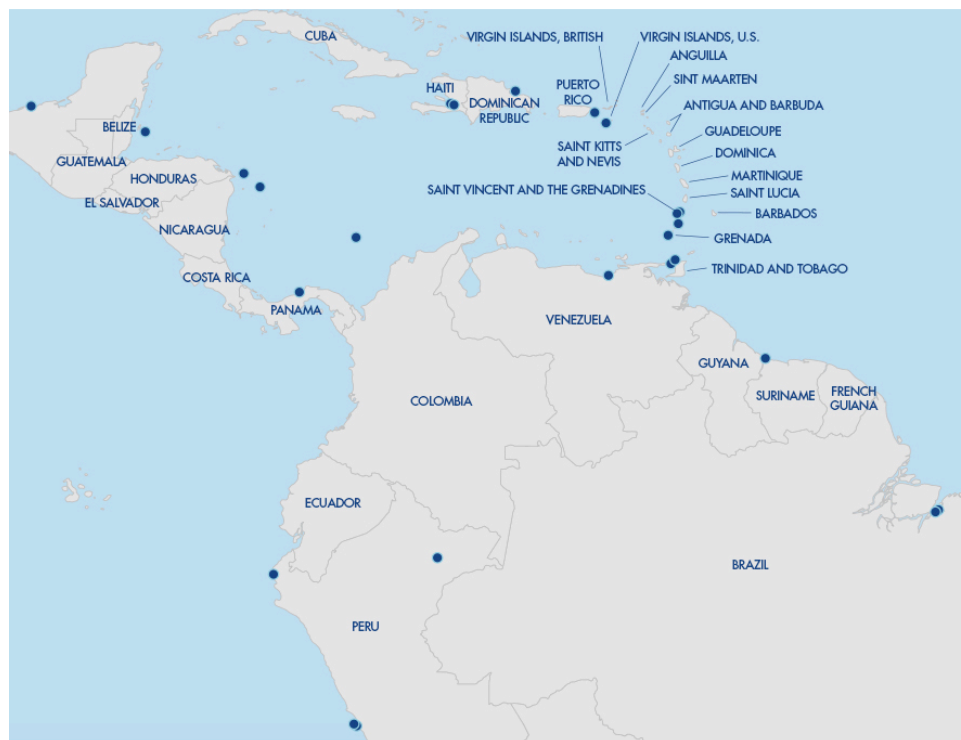 CUBA
VIRGIN ISLANDS, BRITISH
VIRGIN ISLANDS, U.S.
ANGUILLA
SINT MAARTEN
HAITI
PUERTO
RICO
DOMINICAN
REPUBLIC
ANTIGUA AND BARBUDA
BELIZE
GUADELOUPE
SAINT KITTS
AND NEVIS
DOMINICA
GUATEMALA
HONDURAS
MARTINIQUE
SAINT VINCENT AND THE GRENADINES
SAINT LUCIA
EL SALVADOR
BARBADOS
NICARAGUA
GRENADA
COSTA RICA
TRINIDAD AND TOBAGO
PANAMA
VENEZUELA
GUYANA
COLOMBIA
SURINAME
FRENCH
GUIANA
ECUADOR
BRAZIL
PERU